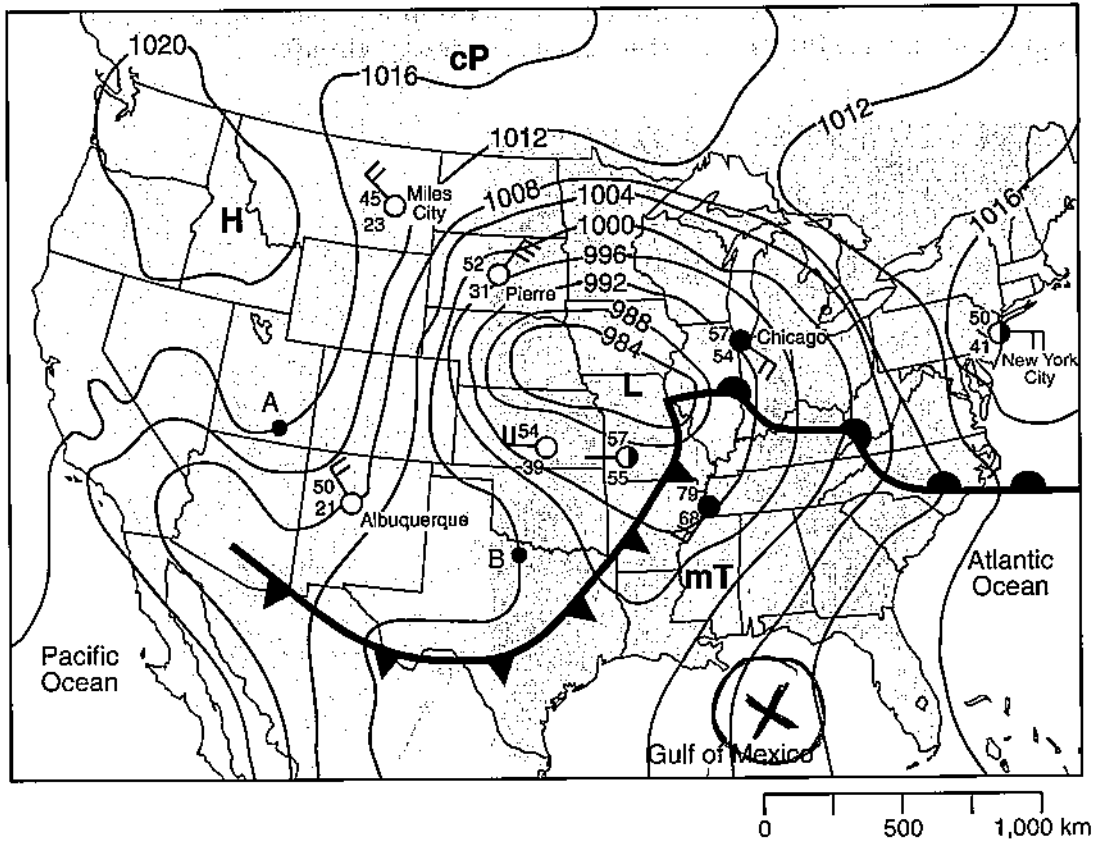 1020
cP
1016
1012
1012
1008
1004
1016
45
Miles
City
23
H
1000
996
52
31
Pierre
992
988
984
57
Chicago
54
50
41
New York
City
L
A
54
39
57
55
50
21
Albuquerque
79
68
B
mT
Atlantic
Ocean
Pacific
Ocean
Gulf of Mexico
0
500
1,000 km